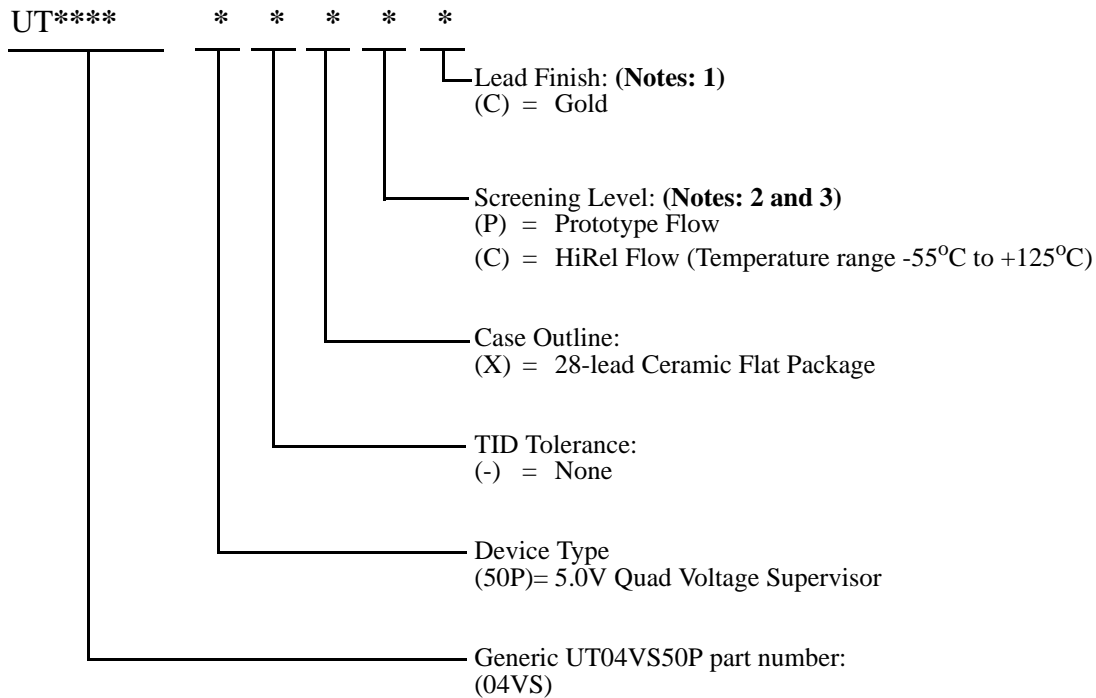 UT**** * * * * *
Lead Finish: (Notes: 1)
(C) = Gold
Screening Level: (Notes: 2 and 3)
(P) = Prototype Flow
(C) = HiRel Flow (Temperature range -55oC to +125oC)
Case Outline:
(X) = 28-lead Ceramic Flat Package
TID Tolerance:
(-) = None
Device Type
(50P)= 5.0V Quad Voltage Supervisor
Generic UT04VS50P part number:
(04VS)